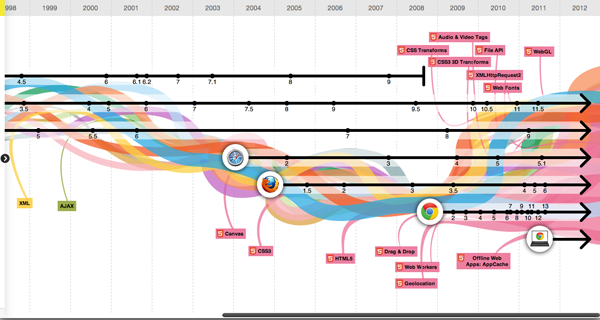 998 1999 2000 2001 2002 2003 2004 2005 2006 2007 2008 2009 2010 2011 2012
Audio & Video Tags
CSS Transforms
File API
WebGL
CSS3 3D Transforms
XMLHttpRequest2
Web Fonts
4.5 6 6.1 6.2 7 7.1 8 9 9.5
3.5 4 5 6 7 7.5 8 9 10 10.5 11 11.5
5 5.5 6 7 8 9
2 3 4 5 5.1
1.5 2 3 3.5 4 5 6
7 9 11 13
2 3 4 5 6 8 10 12
XML
AJAX
Canvas
CSS3
HTML5
Drag & Drop
Web Workers
Geolocation
Offline Web
Apps: AppCache